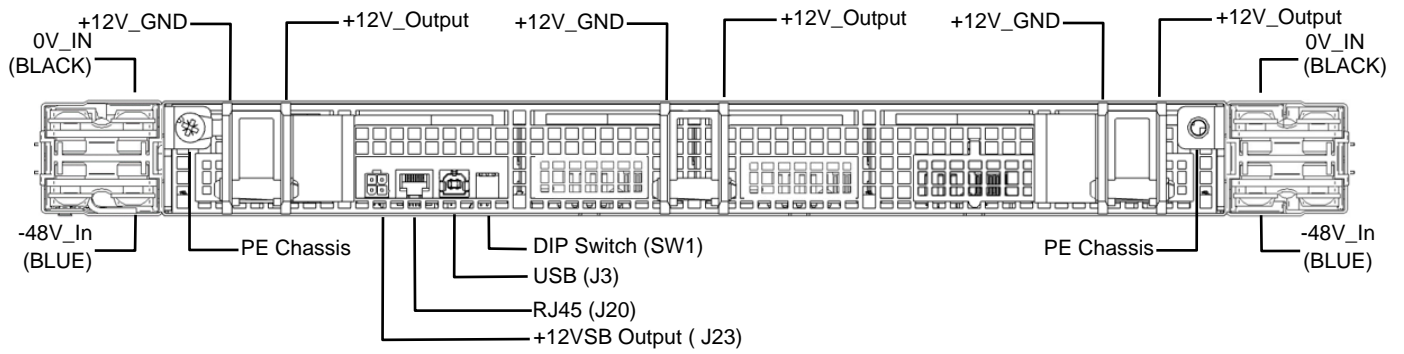 +12V_GND
+12V_Output
+12V_GND
+12V_Output
+12V_GND
+12V_Output
0V_IN
(BLACK)
0V_IN
(BLACK)
-48V_In
(BLUE)
PE Chassis
DIP Switch (SW1)
USB (J3)
RJ45 (J20)
+12VSB Output ( J23)
PE Chassis
-48V_In
(BLUE)